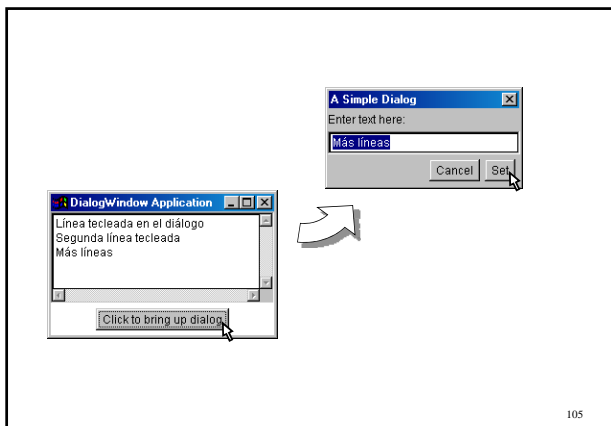 A Simple Dialog
Enter text here:
Más líneas
Cancel Set
DialogWindow Application
Línea tecleada en el diálogo
Segunda línea tecleada
Más líneas
Click to bring up dialog
105